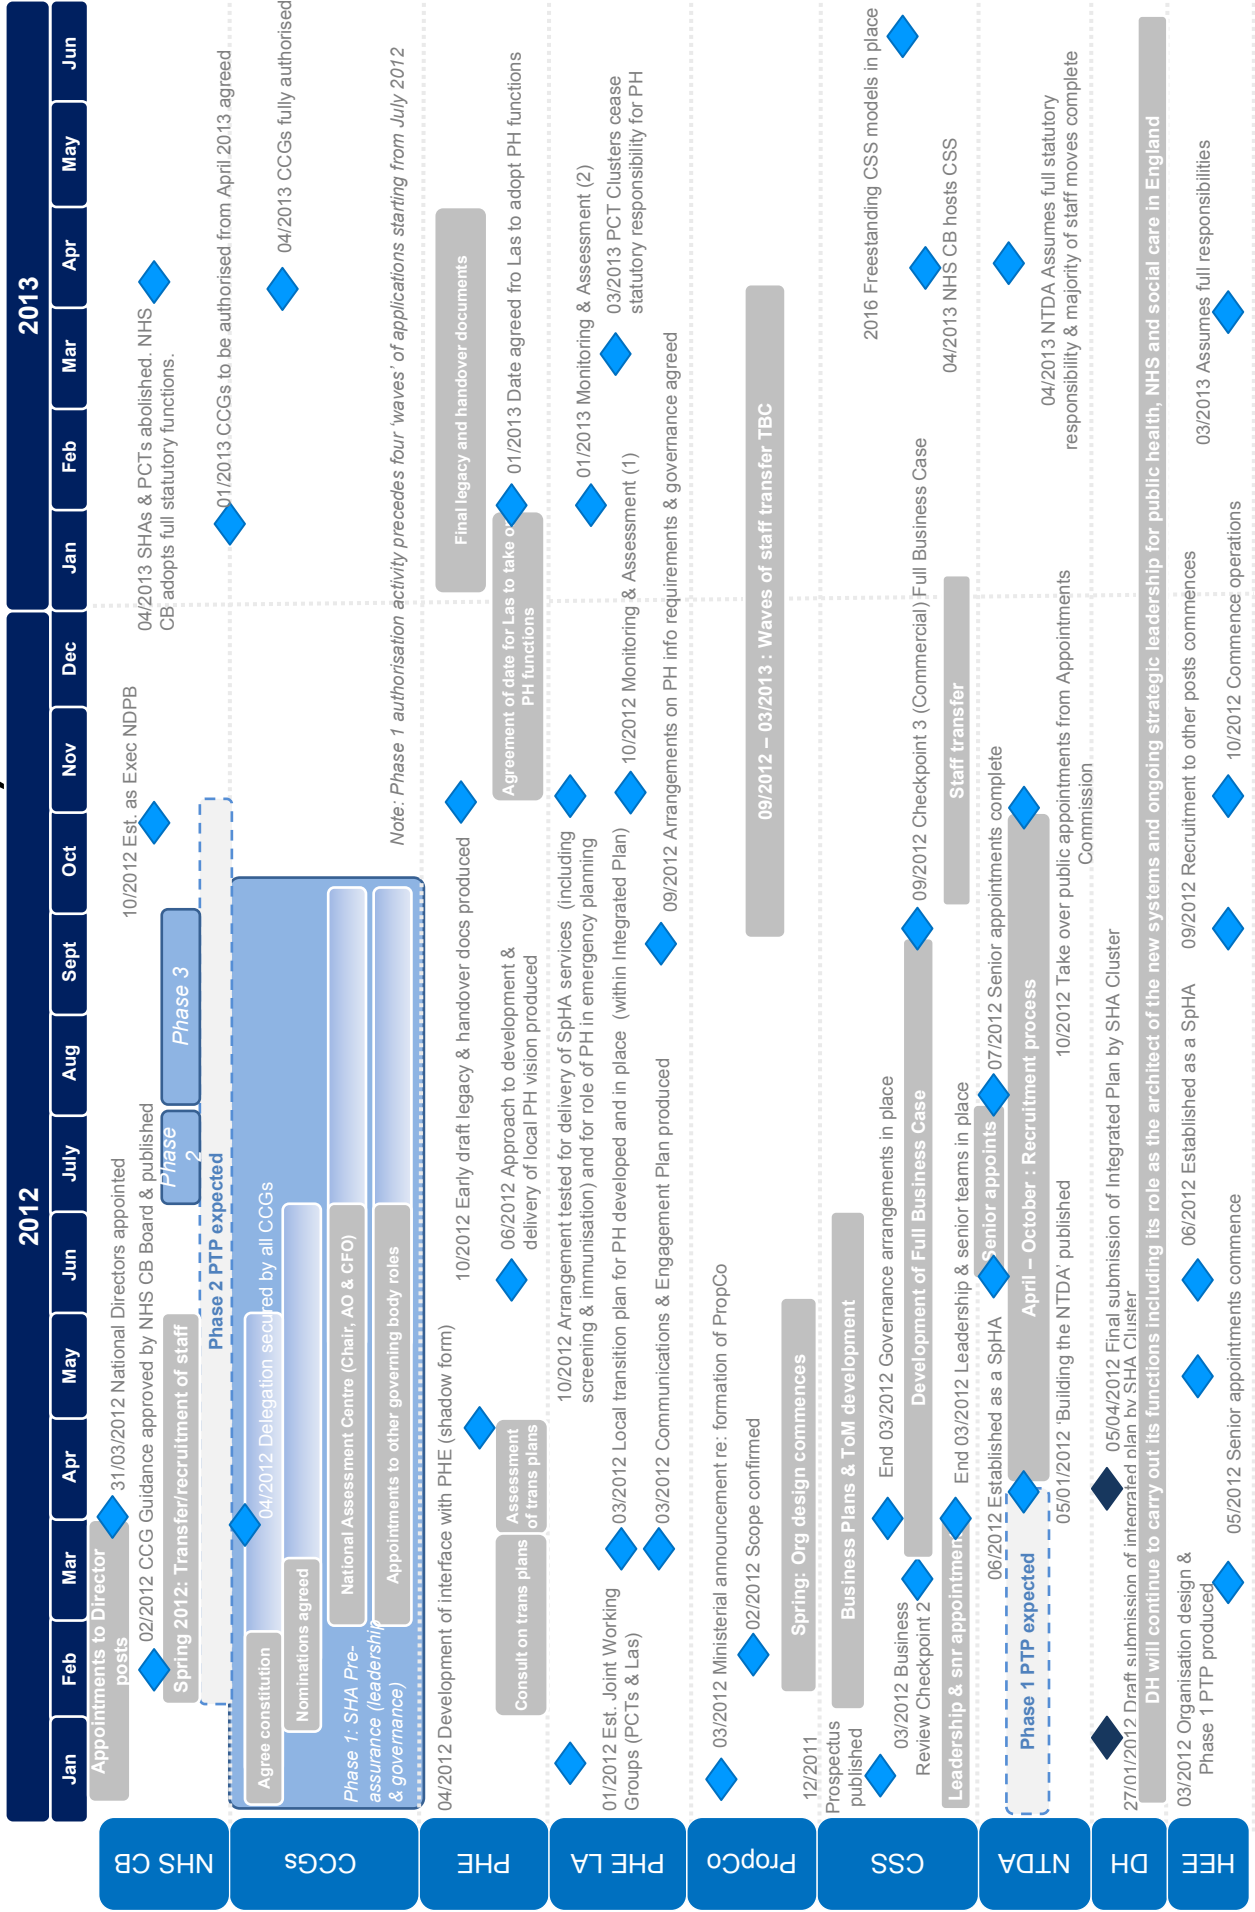 2012
2013
Jan
Feb
Mar
Apr
May
Jun
July
Aug
Sept
Oct
Nov
Dec
Jan
Feb
Mar
Apr
May
Jun
NHS CB
Appointments to Director
posts
31/03/2012 National Directors appointed
02/2012 CCG Guidance approved by NHS CB Board & published
Spring 2012: Transfer/recruitment of staff
Phase
2
Phase 3
Phase 2 PTP expected
10/2012 Est. as Exec NDPB
04/2013 SHAs & PCTs abolished. NHS
CB adopts full statutory functions.
01/2013 CCGs to be authorised from April 2013 agreed
CCGs
Agree constitution
04/2012 Delegation secured by all CCGs
Nominations agreed
National Assessment Centre (Chair, AO & CFO)
Appointments to other governing body roles
Phase 1: SHA Pre-
assurance (leadership
& governance)
04/2013 CCGs fully authorised
Note: Phase 1 authorisation activity precedes four ‘waves’ of applications starting from July 2012
PHE
04/2012 Development of interface with PHE (shadow form)
10/2012 Early draft legacy & handover docs produced
Final legacy and handover documents
Consult on trans plans
Assessment
of trans plans
06/2012 Approach to development &
delivery of local PH vision produced
Agreement of date for Las to take o
PH functions
01/2013 Date agreed fro Las to adopt PH functions
PHE LA
01/2012 Est. Joint Working
Groups (PCTs & Las)
10/2012 Arrangement tested for delivery of SpHA services (including
screening & immunisation) and for role of PH in emergency planning
03/2012 Local transition plan for PH developed and in place (within Integrated Plan)
03/2012 Communications & Engagement Plan produced
10/2012 Monitoring & Assessment (1)
09/2012 Arrangements on PH info requirements & governance agreed
01/2013 Monitoring & Assessment (2)
03/2013 PCT Clusters cease
statutory responsibility for PH
PropCo
03/2012 Ministerial announcement re: formation of PropCo
02/2012 Scope confirmed
Spring: Org design commences
09/2012 – 03/2013 : Waves of staff transfer TBC
CSS
12/2011
Prospectus
published
Business Plans & ToM development
03/2012 Business
Review Checkpoint 2
End 03/2012 Governance arrangements in place
Development of Full Business Case
09/2012 Checkpoint 3 (Commercial) Full Business Case
Leadership & snr appointmen
End 03/2012 Leadership & senior teams in place
Staff transfer
2016 Freestanding CSS models in place
04/2013 NHS CB hosts CSS
NTDA
06/2012 Established as a SpHA
Senior appoints
07/2012 Senior appointments complete
Phase 1 PTP expected
April – October : Recruitment process
05/01/2012 ‘Building the NTDA’ published
10/2012 Take over public appointments from Appointments
Commission
04/2013 NTDA Assumes full statutory
responsibility & majority of staff moves complete
DH
27/01/2012 Draft submission of integrated plan by SHA Cluster
05/04/2012 Final submission of Integrated Plan by SHA Cluster
DH will continue to carry out its functions including its role as the architect of the new systems and ongoing strategic leadership for public health, NHS and social care in England
HEE
03/2012 Organisation design &
Phase 1 PTP produced
05/2012 Senior appointments commence
06/2012 Established as a SpHA
09/2012 Recruitment to other posts commences
10/2012 Commence operations
03/2013 Assumes full responsibilities